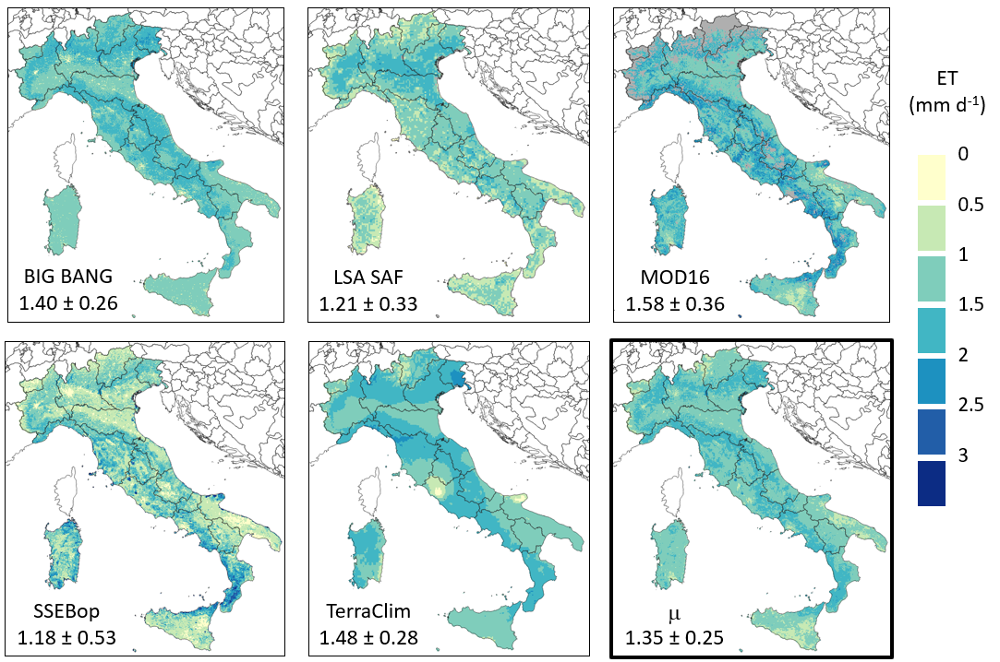 BIG BANG
1.40 ± 0.26
LSA SAF
1.21 ± 0.33
MOD16
1.58 ± 0.36
ET
(mm d-1)
0
0.5
1
1.5
2
2.5
3
SSEBop
1.18 ± 0.53
TerraClim
1.48 ± 0.28
µ
1.35 ± 0.25